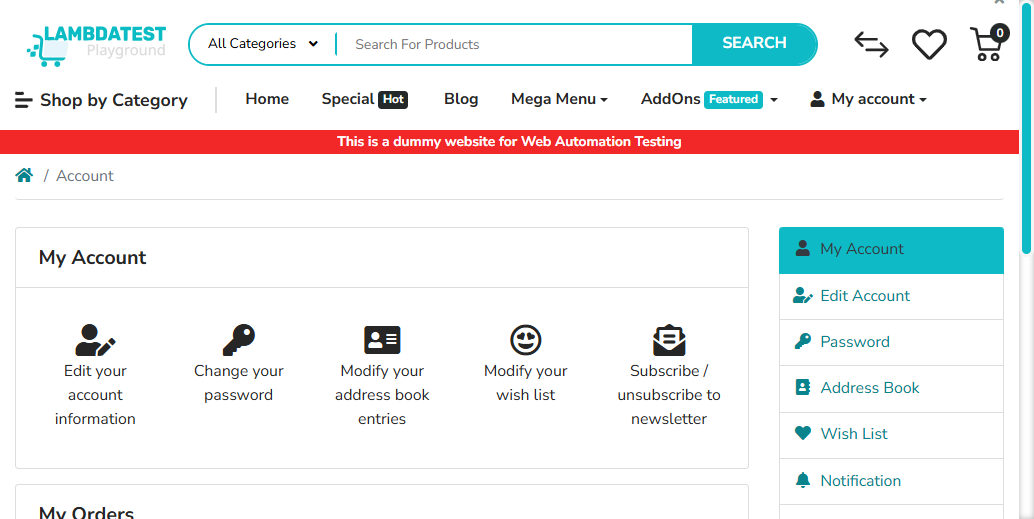 LAMBDATEST
Playground
All Categories
Search For Products
SEARCH
0
Shop by Category
Home
Special Hot
Blog
Mega Menu
AddOns Featured
My account
This is a dummy website for Web Automation Testing
/ Account
My Account
Edit your
account
information
Change your
password
Modify your
address book
entries
Modify your
wish list
Subscribe /
unsubscribe to
newsletter
My Orders
My Account
Edit Account
Password
Address Book
Wish List
Notification